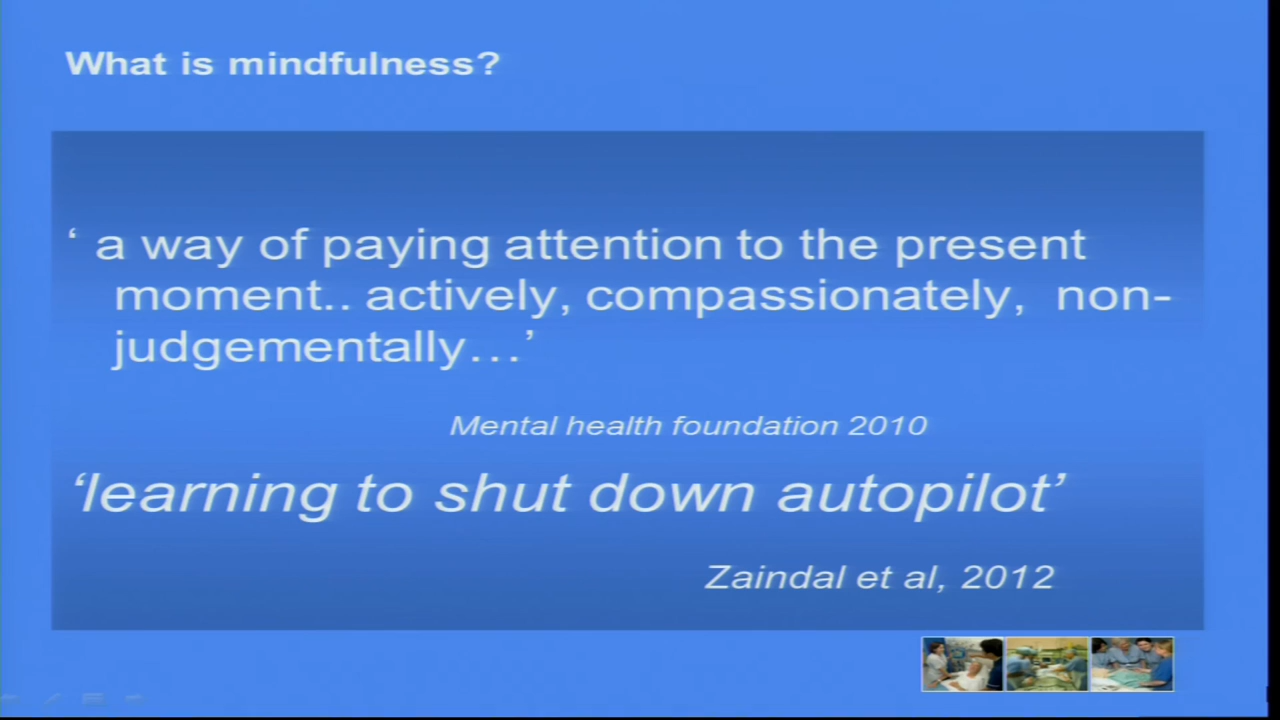 What is mindfulness?
‘ a way of paying attention to the present
moment.. actively, compassionately, non-
judgementally…’
Mental health foundation 2010
‘learning to shut down autopilot’
Zaindal et al, 2012